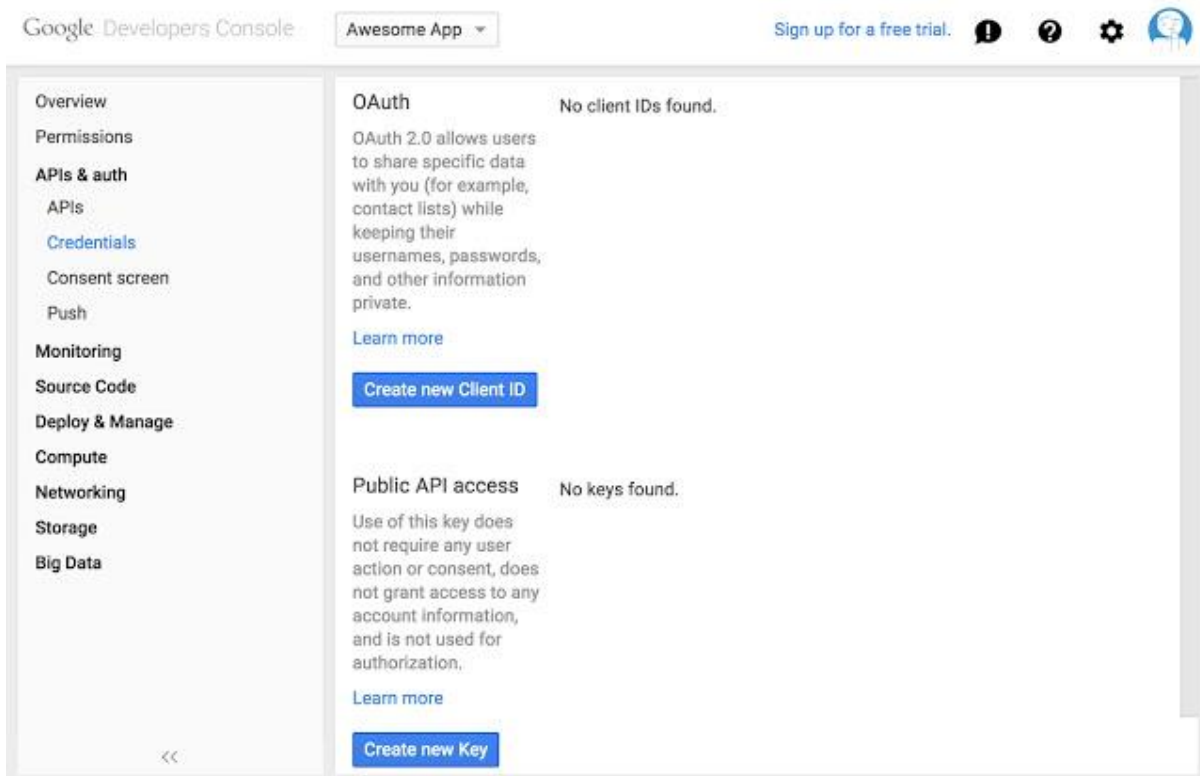 Google Developers Console
Awesome App
Sign up for a free trial.
Overview
Permissions
APIs & auth
APIs
Credentials
Consent screen
Push
Monitoring
Source Code
Deploy & Manage
Compute
Networking
Storage
Big Data
<<
OAuth
OAuth 2.0 allows users
to share specific data
with you (for example,
contact lists) while
keeping their
usernames, passwords,
and other information
private.
Learn more
Create new Client ID
No client IDs found.
Public API access
Use of this key does
not require any user
action or consent, does
not grant access to any
account information,
and is not used for
authorization.
Learn more
Create new Key
No keys found.